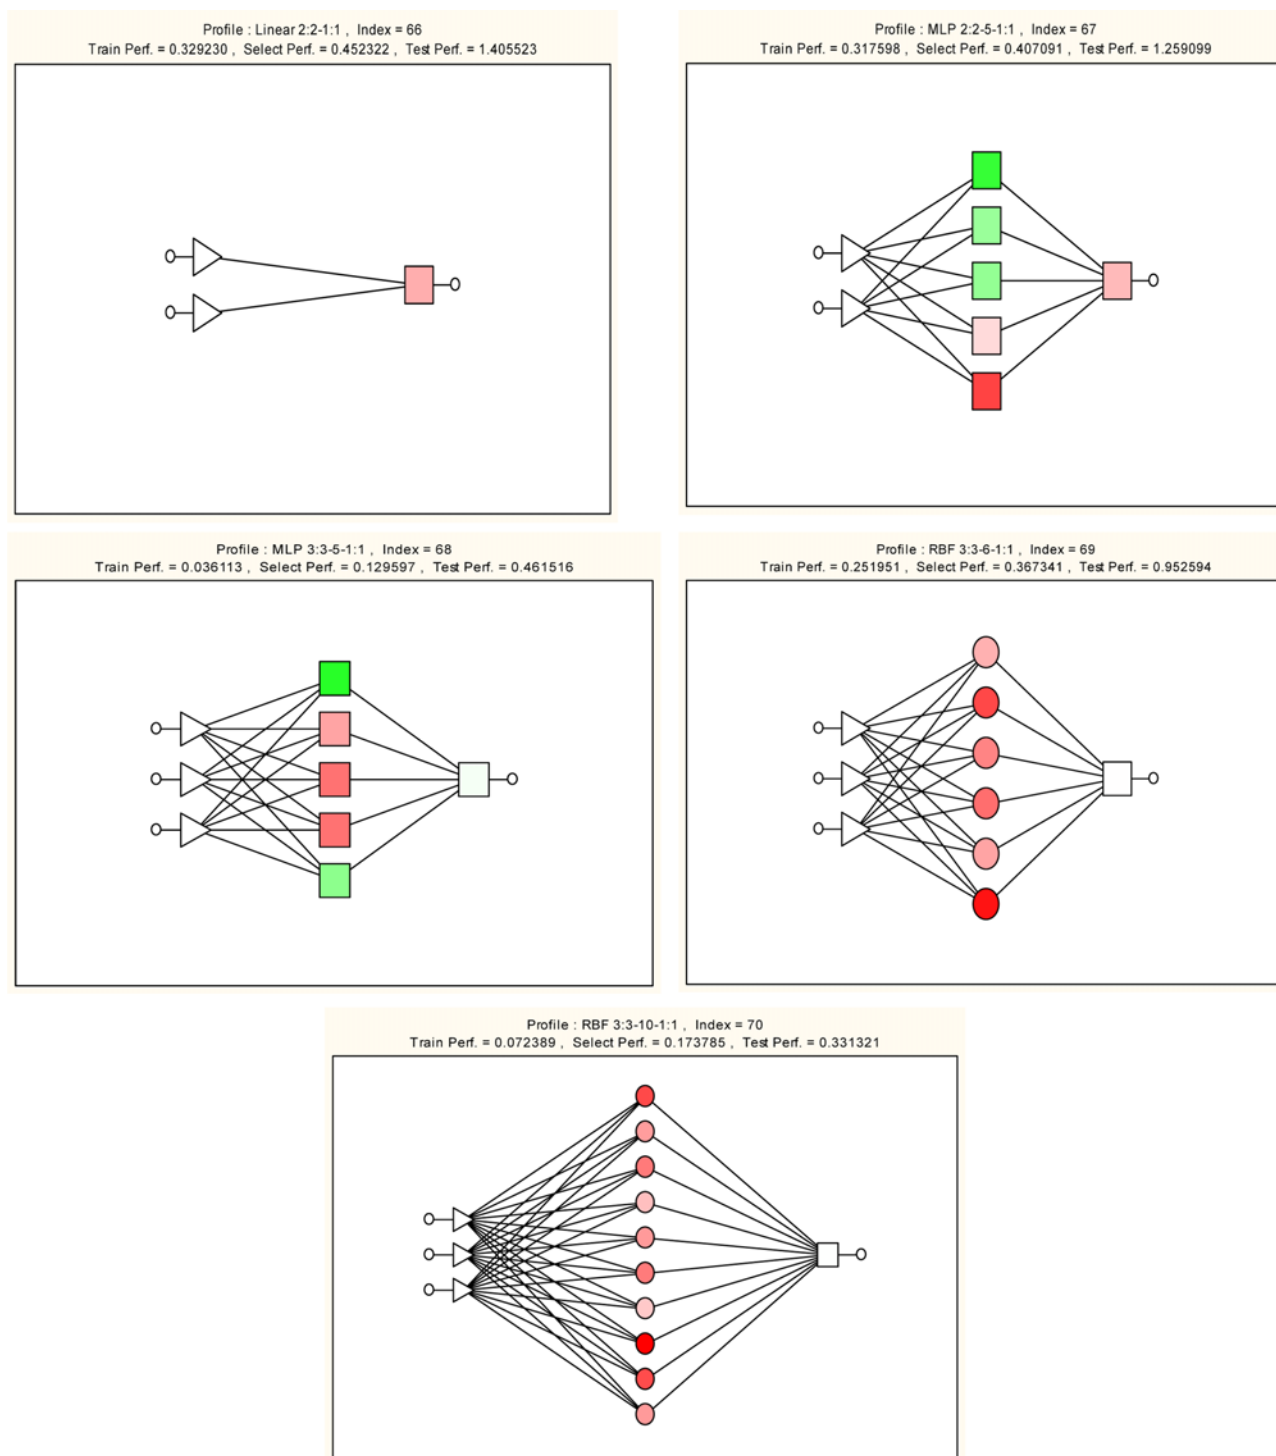 Profile : Linear 2:2-1:1 , Index = 66
Train Perf. = 0.329230 , Select Perf. = 0.452322 , Test Perf. = 1.405523
Profile : MLP 2:2-5-1:1 , Index = 67
Train Perf. = 0.317598 , Select Perf. = 0.407091 , Test Perf. = 1.259099
Profile : MLP 3:3-5-1:1 , Index = 68
Train Perf. = 0.036113 , Select Perf. = 0.129597 , Test Perf. = 0.461516
Profile : RBF 3:3-6-1:1 , Index = 69
Train Perf. = 0.251951 , Select Perf. = 0.367341 , Test Perf. = 0.952594
Profile : RBF 3:3-10-1:1 , Index = 70
Train Perf. = 0.072389 , Select Perf. = 0.173785 , Test Perf. = 0.331321